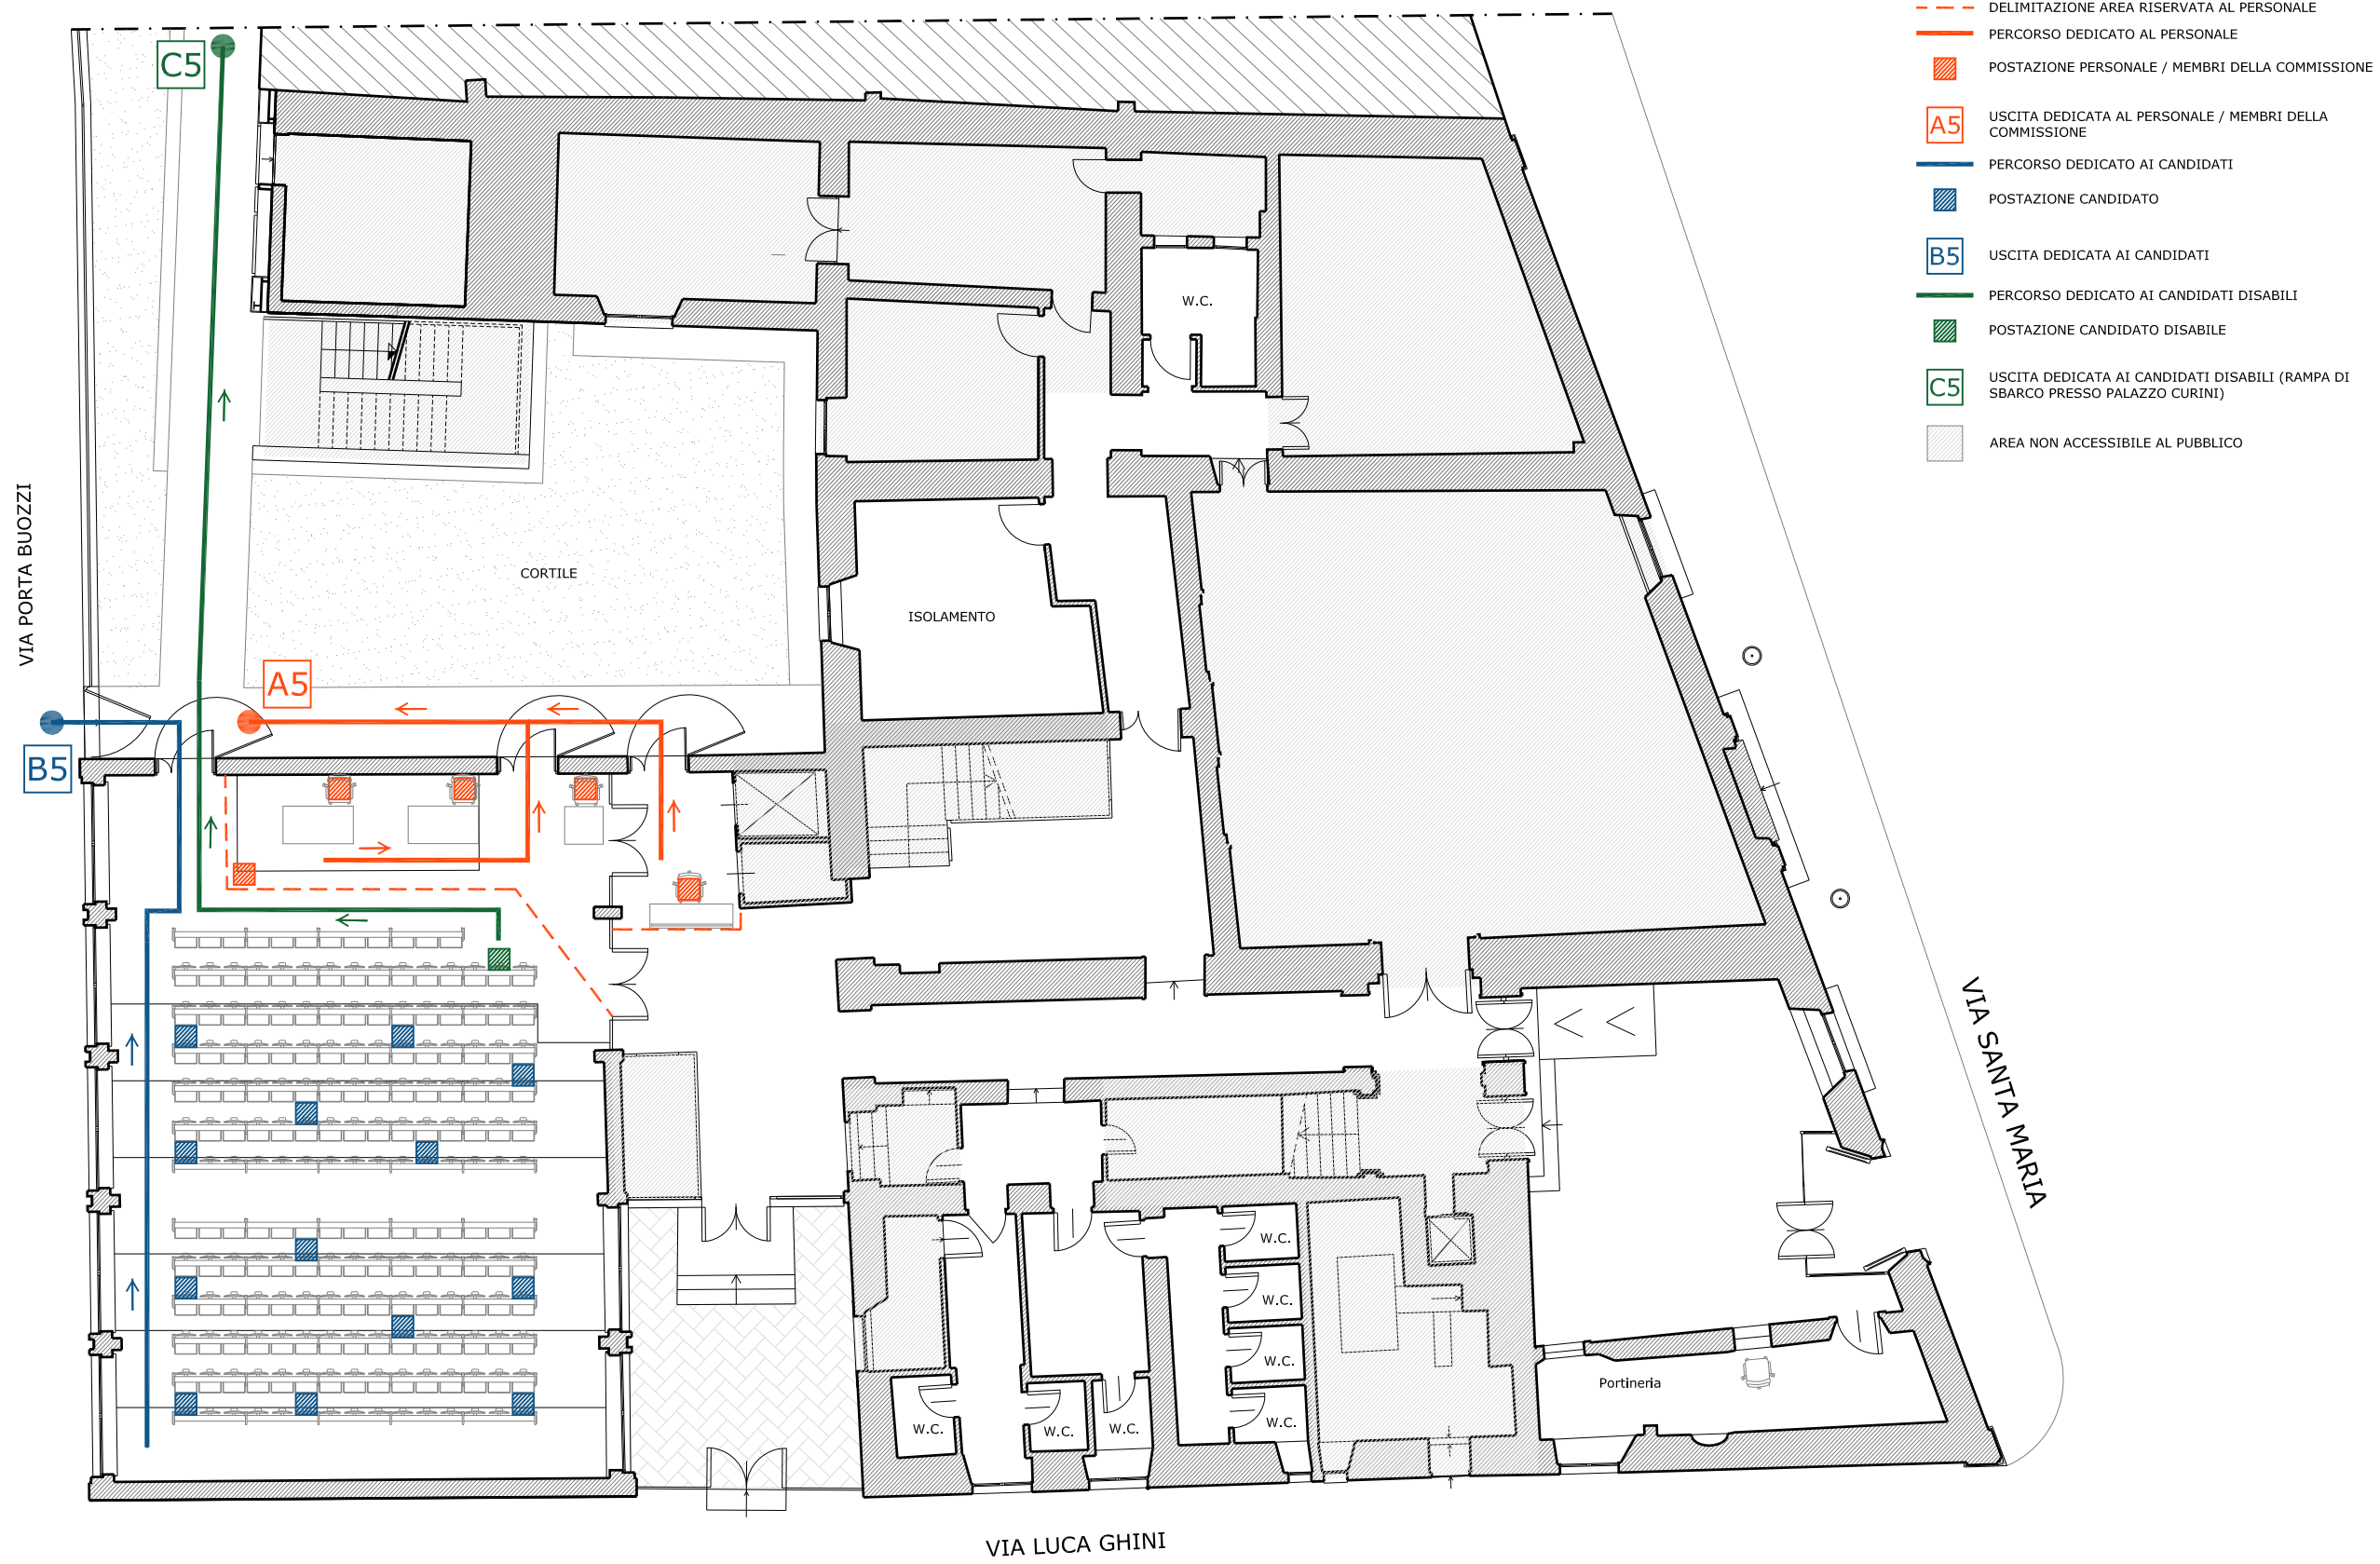 DELIMITAZIONE AREA RISERVATA AL PERSONALE
PERCORSO DEDICATO AL PERSONALE
POSTAZIONE PERSONALE / MEMBRI DELLA COMMISSIONE
A5
USCITA DEDICATA AL PERSONALE / MEMBRI DELLA
COMMISSIONE
PERCORSO DEDICATO AI CANDIDATI
POSTAZIONE CANDIDATO
B5
USCITA DEDICATA AI CANDIDATI
PERCORSO DEDICATO AI CANDIDATI DISABILI
POSTAZIONE CANDIDATO DISABILE
C5
USCITA DEDICATA AI CANDIDATI DISABILI (RAMPA DI
SBARCO PRESSO PALAZZO CURINI)
AREA NON ACCESSIBILE AL PUBBLICO
C5
W.C.
VIA PORTA BUOZZI
CORTILE
ISOLAMENTO
A5
B5
VIA SANTA MARIA
W.C.
W.C.
W.C.
W.C.
Portineria
W.C.
W.C.
W.C.
VIA LUCA GHINI